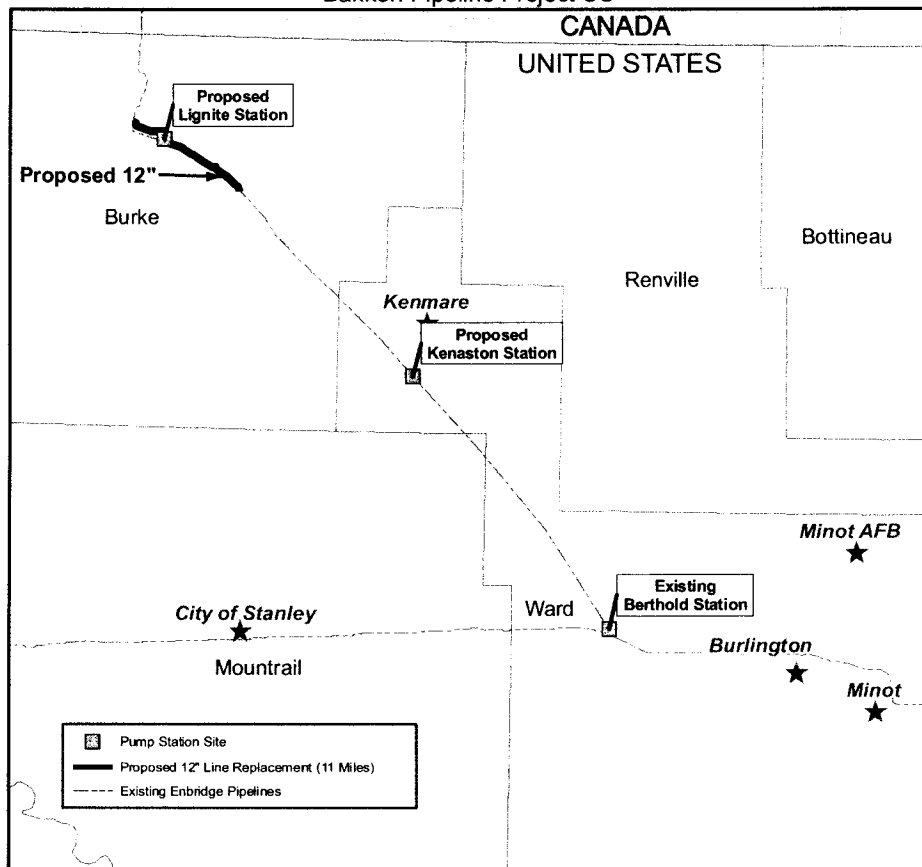 Bakken Pipeline Project US
CANADA
UNITED STATES
Proposed
Lignite Station
Proposed 12"
Burke
Bottineau
Renville
Kenmare
Proposed
Kenaston Station
Minot AFB
Existing
Berthold Station
City of Stanley
Ward
Burlington
Mountrail
Minot
Pump Station Site
Proposed 12" Line Replacement (11 Miles)
Existing Enbridge Pipelines